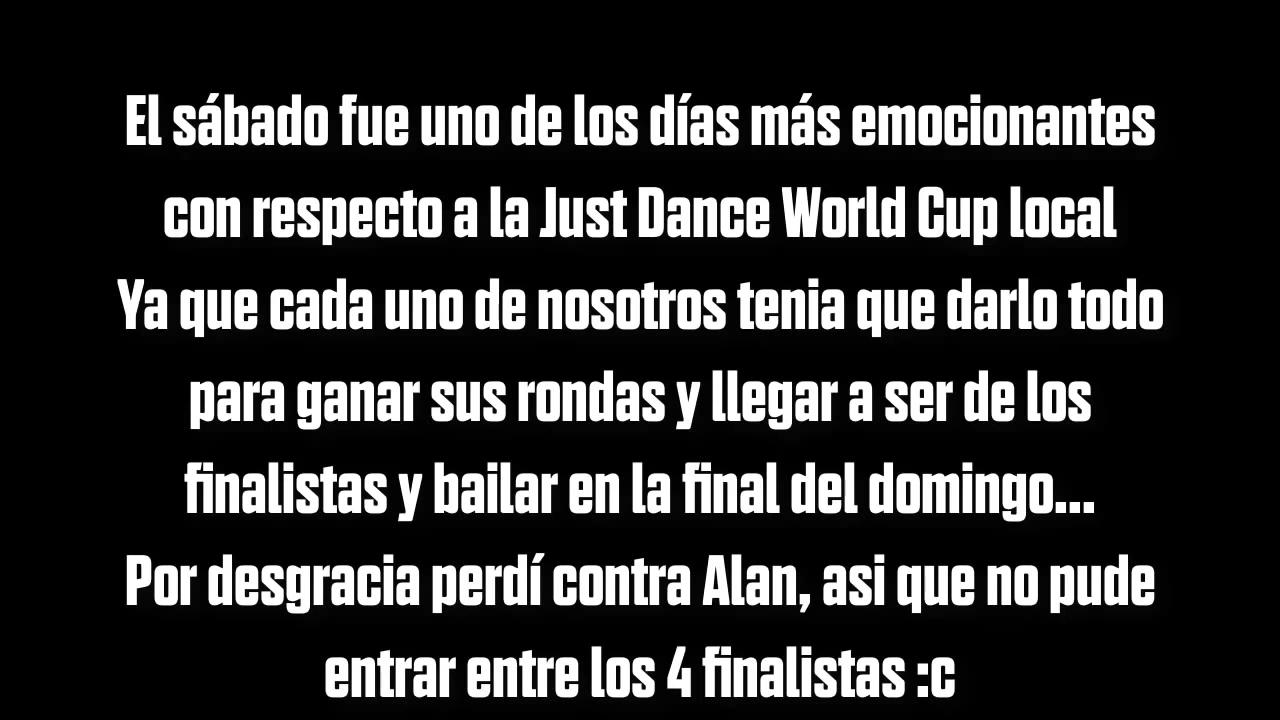 El sábado fue uno de los días más emocionantes
con respecto a la Just Dance World Cup local
Ya que cada uno de nosotros tenia que darlo todo
para ganar sus rondas y llegar a ser de los
finalistas y bailar en la final del domingo...
Por desgracia perdí contra Alan, asi que no pude
entrar entre los 4 finalistas :c